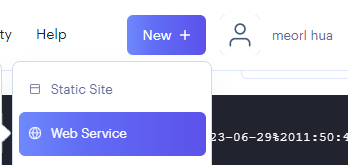 ty Help New + meorl hua
Static Site
Web Service
23-06-29%2011:50:4